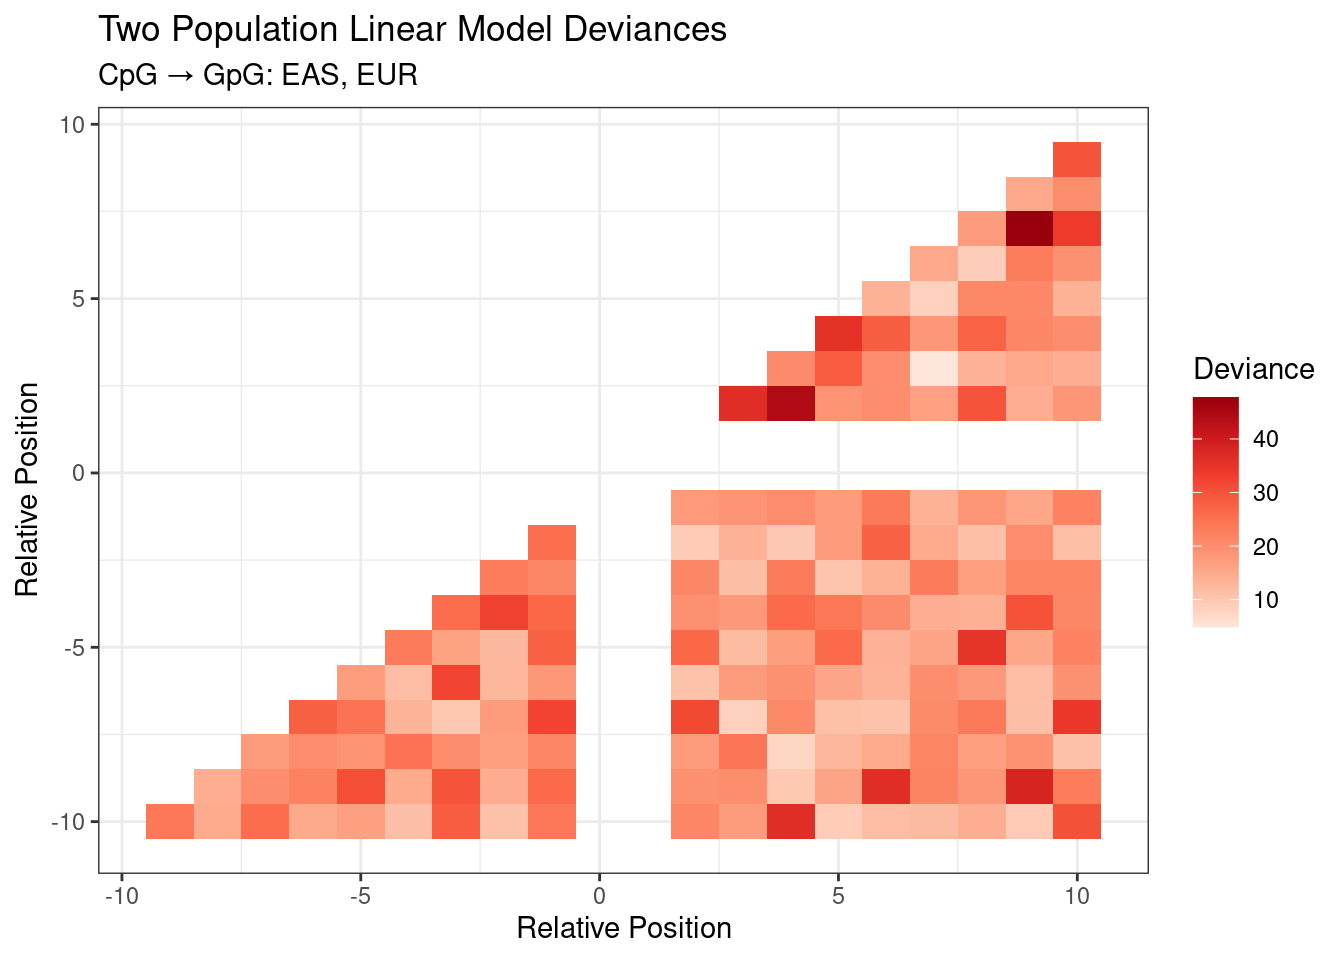 Two Population Linear Model Deviances
CpG → GpG: EAS, EUR
10
5
0
-5
-10
Relative Position
-10
-5
0
5
10
Relative Position
Deviance
40
30
20
10